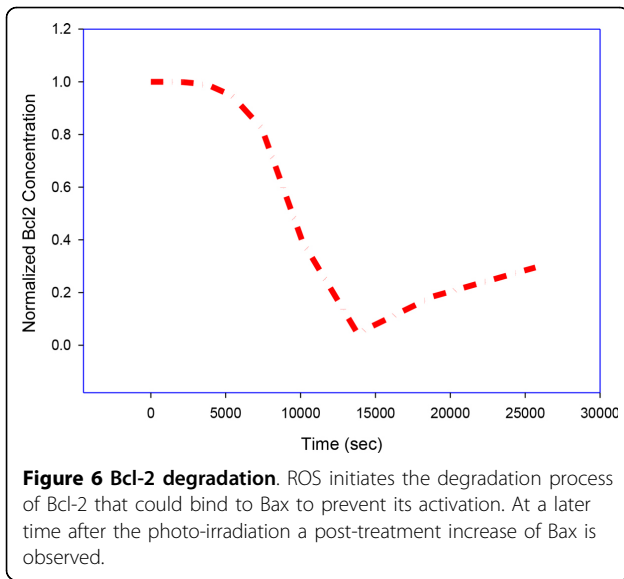 1.2
1.0
0.8
0.6
0.4
0.2
0.0
Normalized Bcl2 Concentration
0 5000 10000 15000 20000 25000 30000
Time (sec)
Figure 6 Bcl-2 degradation. ROS initiates the degradation process
of Bcl-2 that could bind to Bax to prevent its activation. At a later
time after the photo-irradiation a post-treatment increase of Bax is
observed.